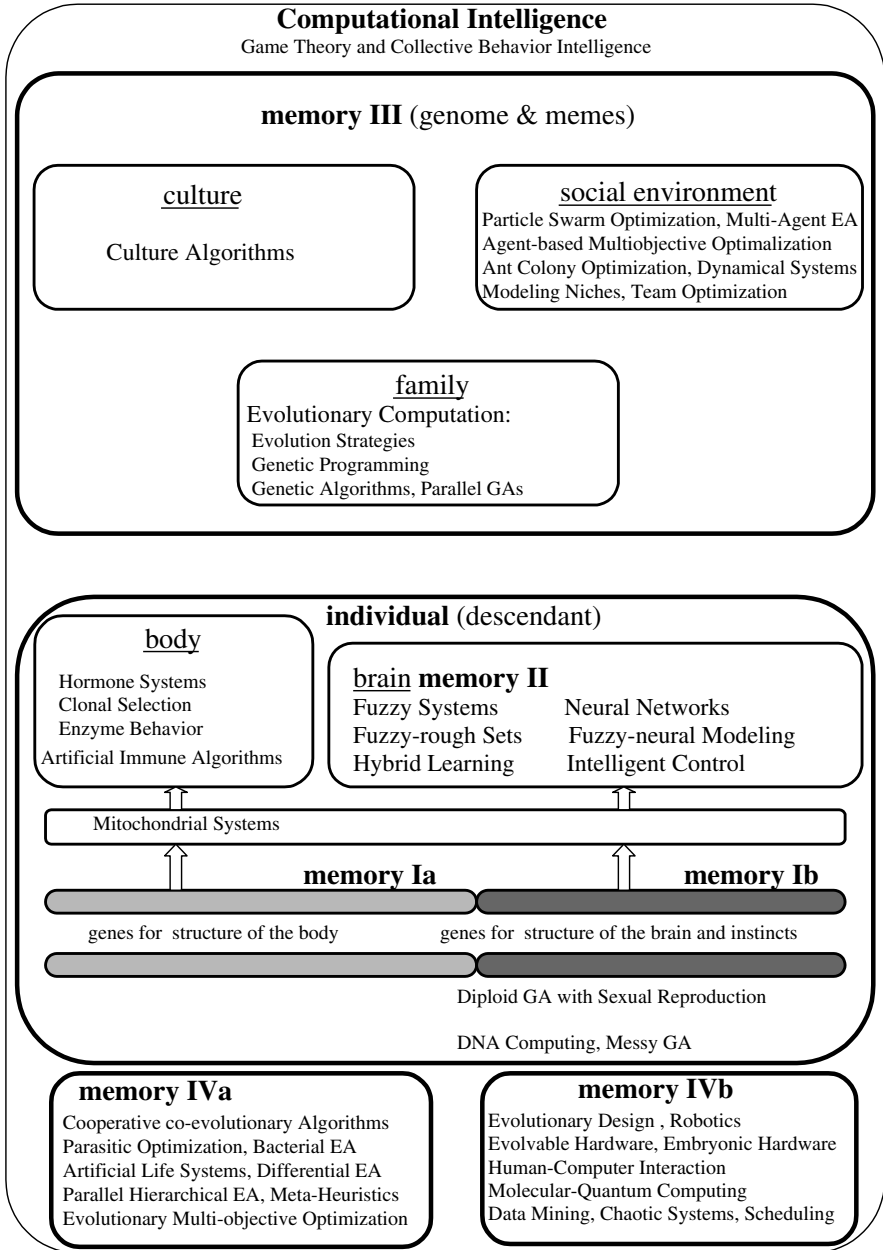 Computational Intelligence
Game Theory and Collective Behavior Intelligence
memory III (genome & memes)
culture
Culture Algorithms
social environment
Particle Swarm Optimization, Multi-Agent EA
Agent-based Multiobjective Optimalization
Ant Colony Optimization, Dynamical Systems
Modeling Niches, Team Optimization
family
Evolutionary Computation:
Evolution Strategies
Genetic Programming
Genetic Algorithms, Parallel GAs
individual (descendant)
body
Hormone Systems
Clonal Selection
Enzyme Behavior
Artificial Immune Algorithms
brain memory II
Fuzzy Systems Neural Networks
Fuzzy-rough Sets Fuzzy-neural Modeling
Hybrid Learning Intelligent Control
Mitochondrial Systems
memory Ia memory Ib
genes for structure of the body genes for structure of the brain and instincts
Diploid GA with Sexual Reproduction
DNA Computing, Messy GA
memory IVa
Cooperative co-evolutionary Algorithms
Parasitic Optimization, Bacterial EA
Artificial Life Systems, Differential EA
Parallel Hierarchical EA, Meta-Heuristics
Evolutionary Multi-objective Optimization
memory IVb
Evolutionary Design , Robotics
Evolvable Hardware, Embryonic Hardware
Human-Computer Interaction
Molecular-Quantum Computing
Data Mining, Chaotic Systems, Scheduling